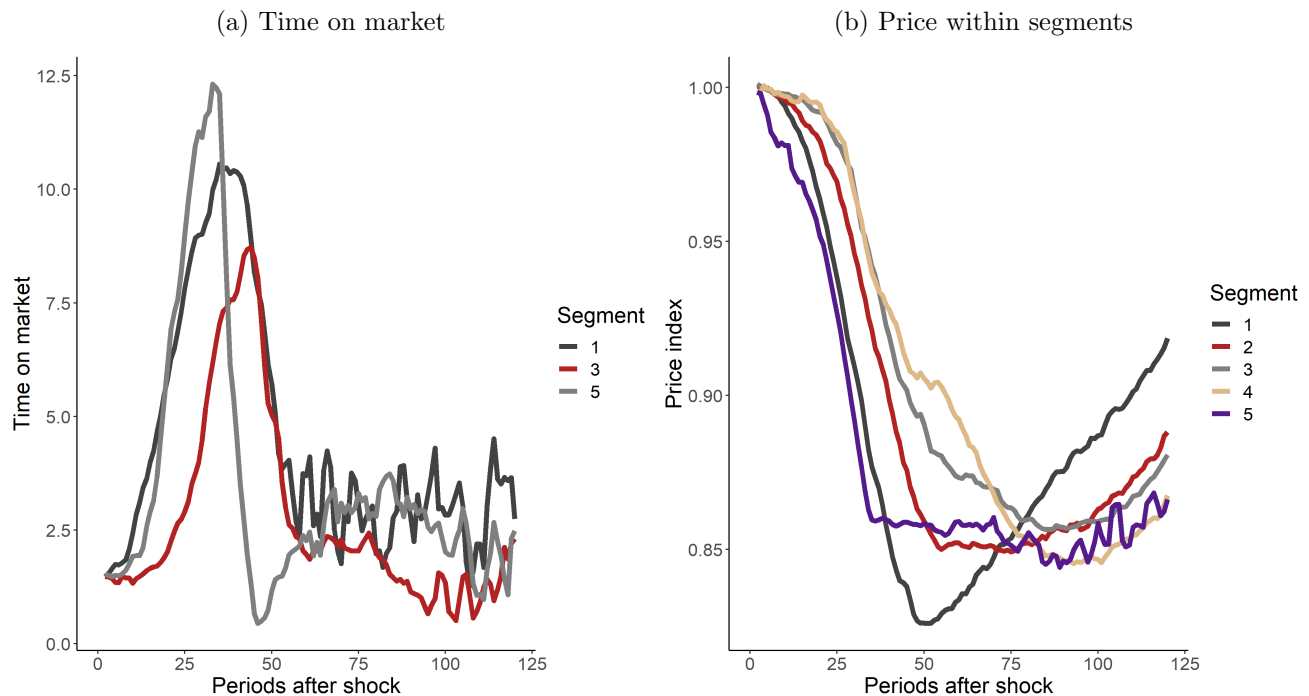 (a) Time on market
12.5
10.0
7.5
5.0
2.5
0.0
Time on market
0 25 50 75 100 125
Periods after shock
Segment
1
3
5
(b) Price within segments
1.00
0.95
0.90
0.85
Price index
0 25 50 75 100 125
Periods after shock
Segment
1
2
3
4
5